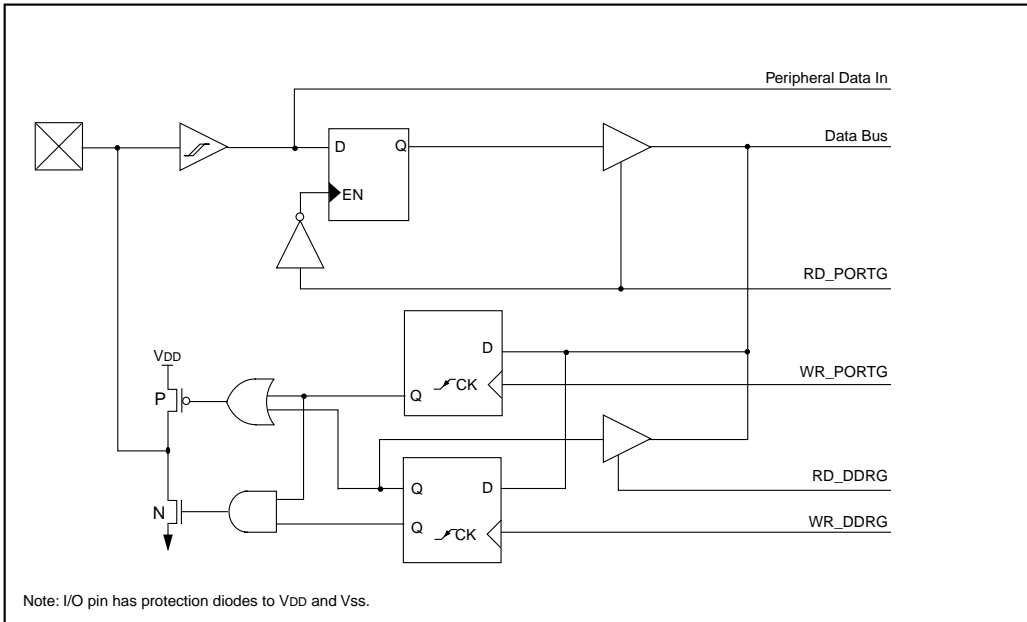 Peripheral Data In
D
Q
Data Bus
EN
RD_PORTG
VDD
D
P
CK
WR_PORTG
Q
Q
D
RD_DDRG
N
Q
CK
WR_DDRG
Note: I/O pin has protection diodes to VDD and Vss.